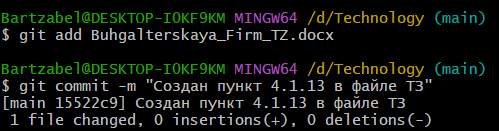 Bartzabel@DESKTOP-IOKF9KM MINGW64 /d/Technology (main)
$ git add Buhgalterskaya_Firm_TZ.docx
Bartzabel@DESKTOP-IOKF9KM MINGW64 /d/Technology (main)
$ git commit -m "Создан пункт 4.1.13 в файле ТЗ"
[main 15522c9] Создан пункт 4.1.13 в файле ТЗ
1 file changed, 0 insertions(+), 0 deletions(-)